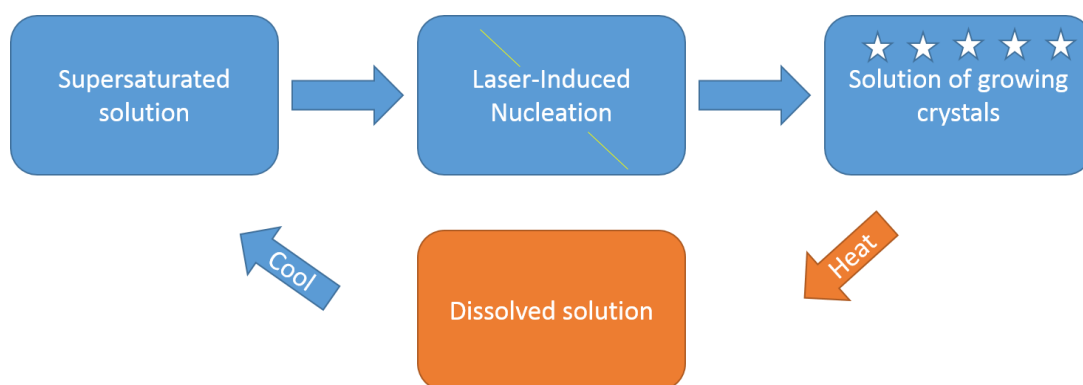 Supersaturated
solution
Laser-Induced
Nucleation
Solution of growing
crystals
Cool
Dissolved solution
Heat